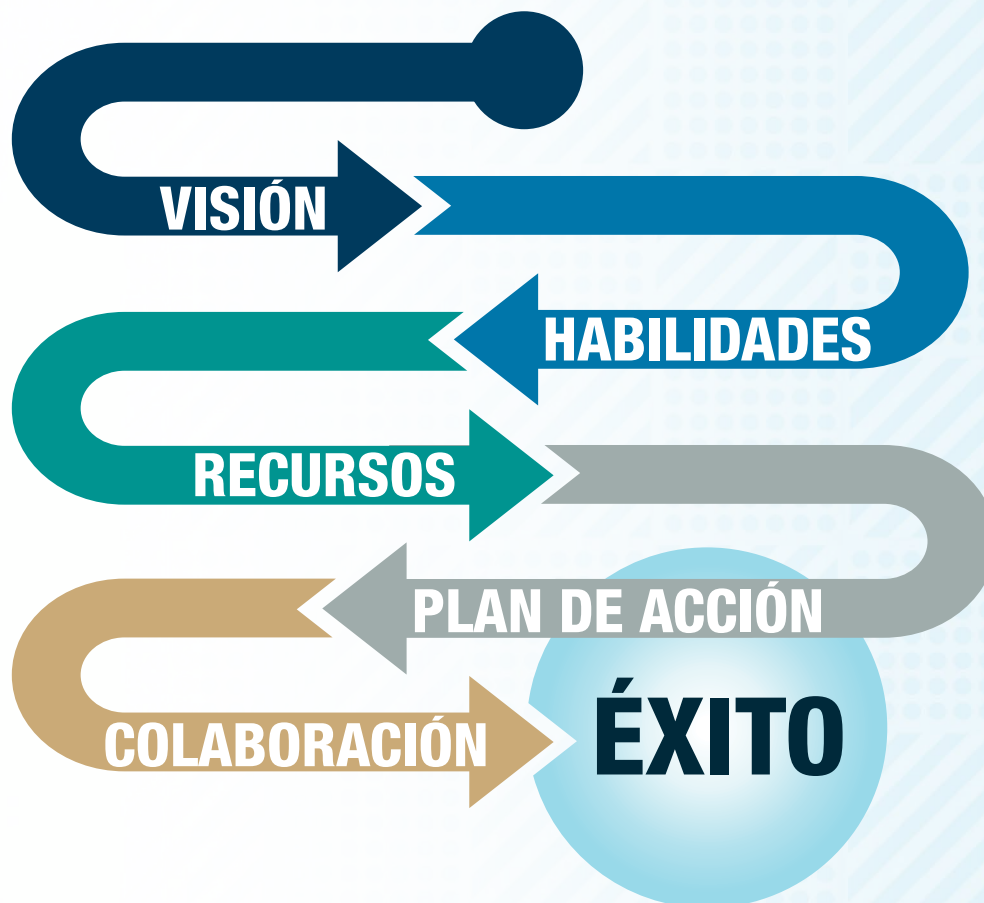 VISIÓN
HABILIDADES
RECURSOS
PLAN DE ACCIÓN
COLABORACIÓN
ÉXITO